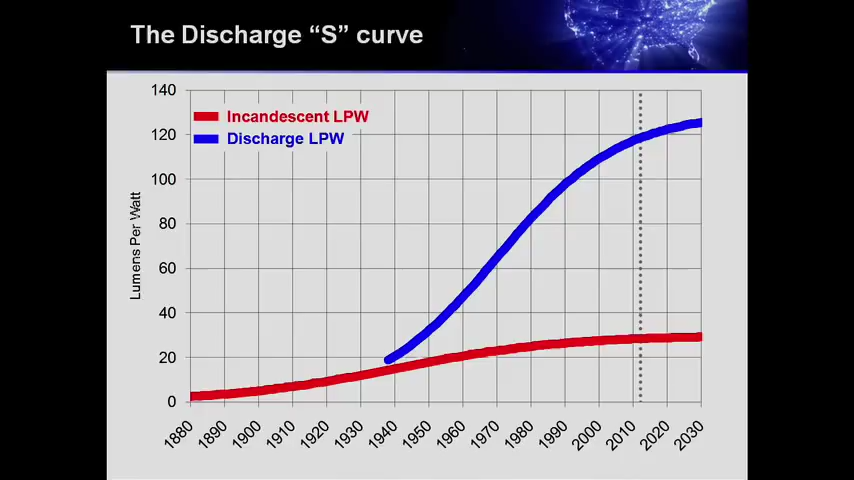 The Discharge “S” curve
140
120
100
80
60
40
20
0
Lumens Per Watt
Incandescent LPW
Discharge LPW
1880 1890 1900 1910 1920 1930 1940 1950 1960 1970 1980 1990 2000 2010 2020 2030